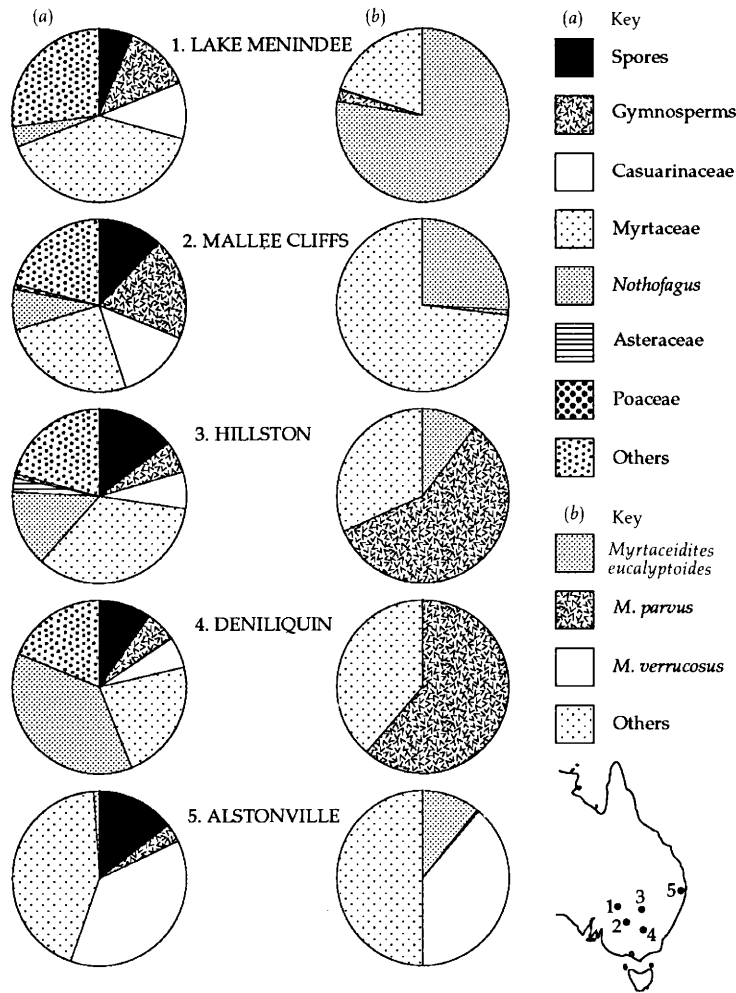 (a)
(b)
1. LAKE MENINDEE
2. MALLEE CLIFFS
3. HILLSTON
4. DENILIQUIN
5. ALSTONVILLE
(a) Key
Spores
Gymnosperms
Casuarinaceae
Myrtaceae
Nothofagus
Asteraceae
Poaceae
Others
(b) Key
Myrtaceidites
eucalyptoides
M. parvus
M. verrucosus
Others
5
1
3
2
4